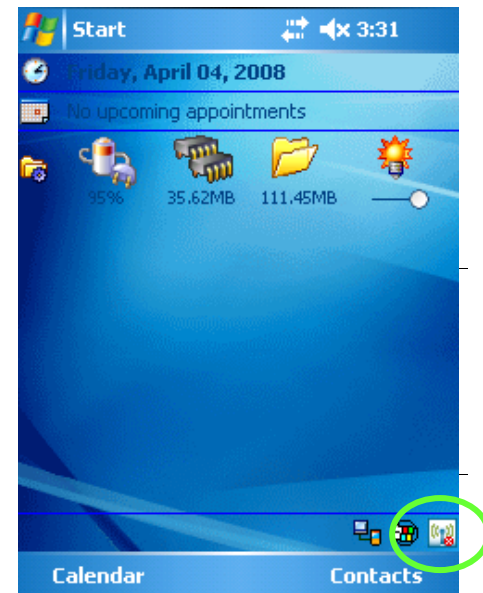 Start 3:31
Friday, April 04, 2008
No upcoming appointments
95% 35.62MB 111.45MB
Calendar Contacts